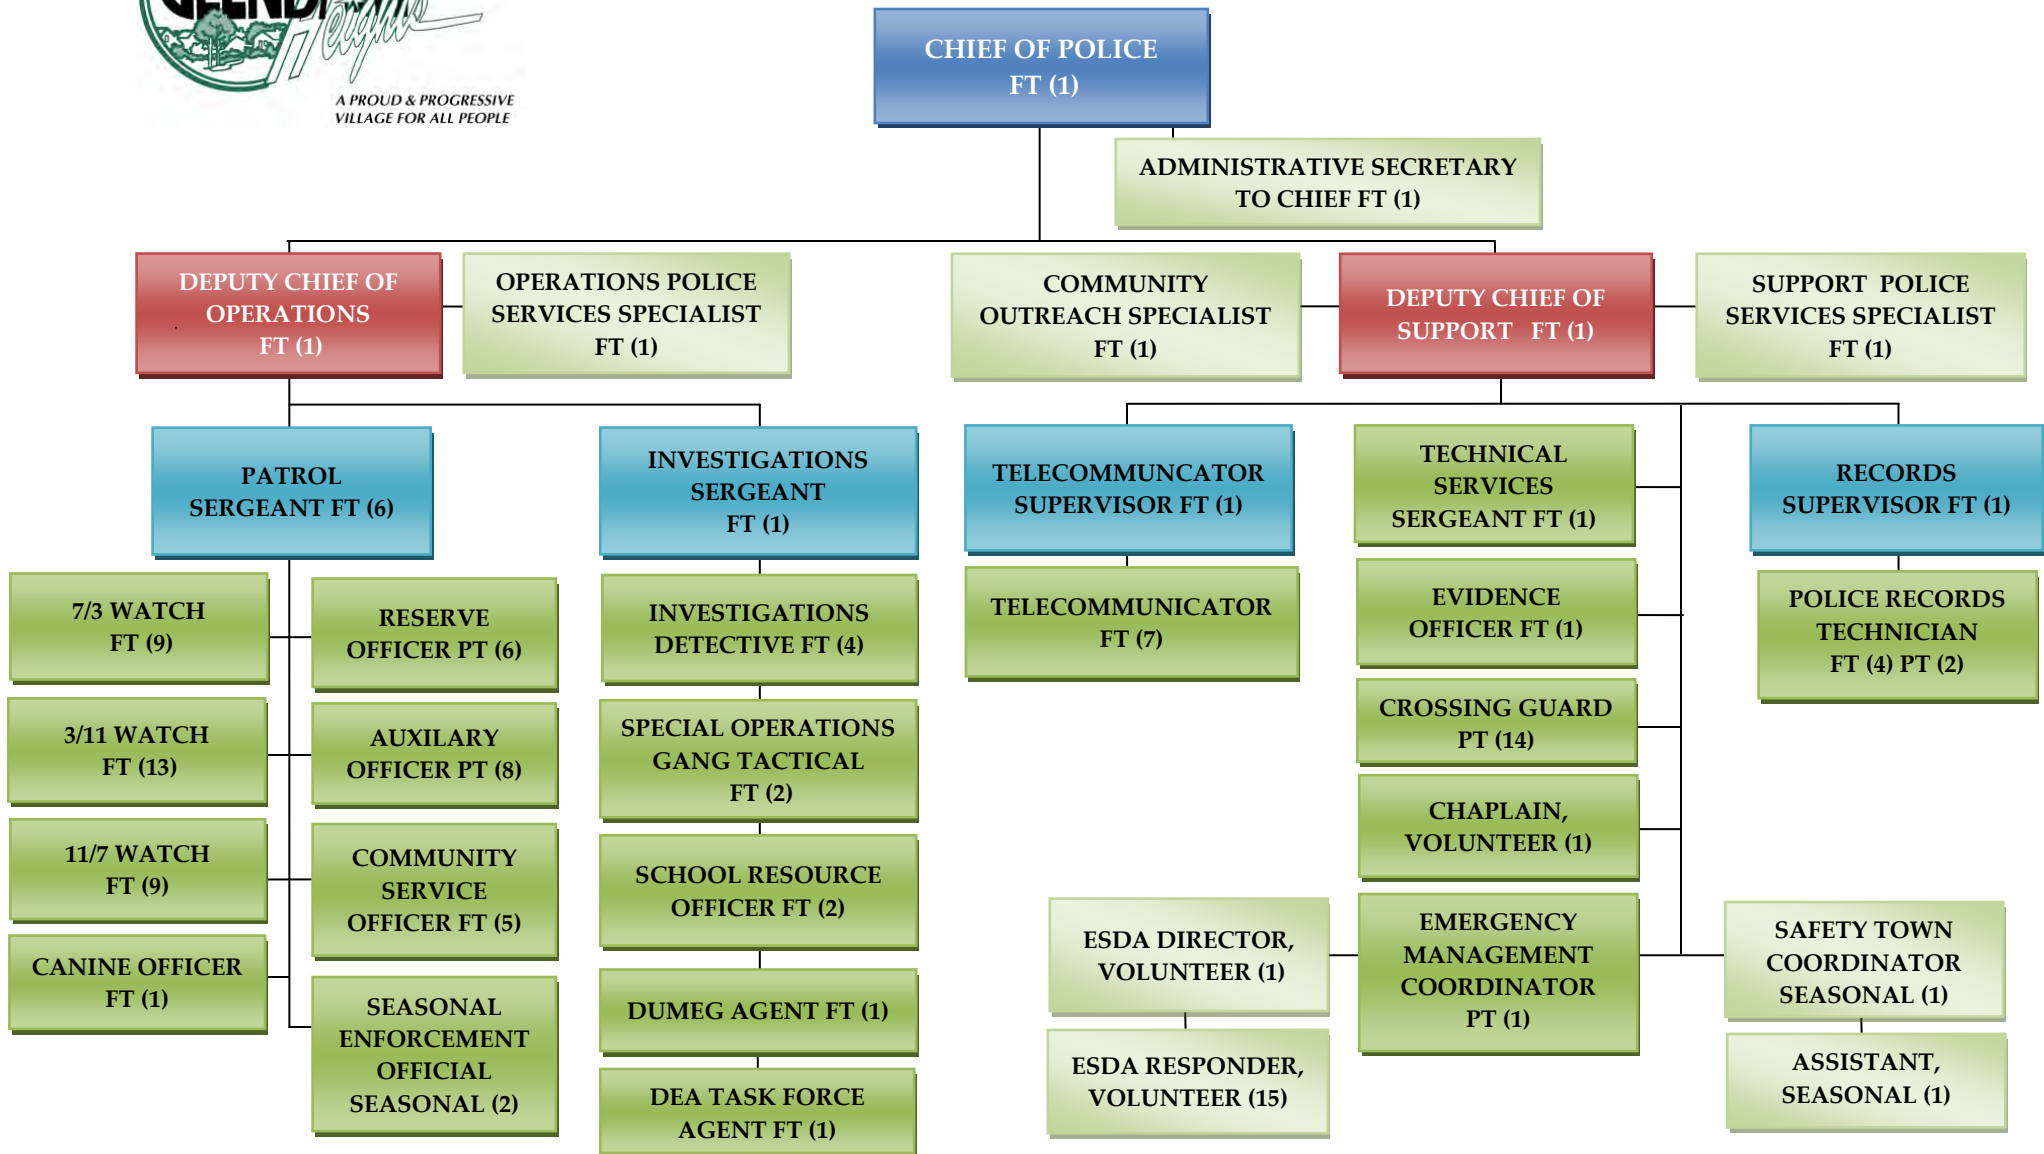 Heights
A PROUD & PROGRESSIVE
VILLAGE FOR ALL PEOPLE
CHIEF OF POLICE
FT (1)
ADMINISTRATIVE SECRETARY
TO CHIEF FT (1)
DEPUTY CHIEF OF
OPERATIONS
FT (1)
OPERATIONS POLICE
SERVICES SPECIALIST
FT (1)
COMMUNITY
OUTREACH SPECIALIST
FT (1)
DEPUTY CHIEF OF
SUPPORT FT (1)
SUPPORT POLICE
SERVICES SPECIALIST
FT (1)
PATROL
SERGEANT FT (6)
INVESTIGATIONS
SERGEANT
FT (1)
TELECOMMUNCATOR
SUPERVISOR FT (1)
TECHNICAL
SERVICES
SERGEANT FT (1)
RECORDS
SUPERVISOR FT (1)
7/3 WATCH
FT (9)
RESERVE
OFFICER PT (6)
INVESTIGATIONS
DETECTIVE FT (4)
TELECOMMUNICATOR
FT (7)
EVIDENCE
OFFICER FT (1)
POLICE RECORDS
TECHNICIAN
FT (4) PT (2)
3/11 WATCH
FT (13)
AUXILARY
OFFICER PT (8)
SPECIAL OPERATIONS
GANG TACTICAL
FT (2)
CROSSING GUARD
PT (14)
11/7 WATCH
FT (9)
COMMUNITY
SERVICE
OFFICER FT (5)
SCHOOL RESOURCE
OFFICER FT (2)
CHAPLAIN,
VOLUNTEER (1)
CANINE OFFICER
FT (1)
SEASONAL
ENFORCEMENT
OFFICIAL
SEASONAL (2)
DUMEG AGENT FT (1)
ESDA DIRECTOR,
VOLUNTEER (1)
EMERGENCY
MANAGEMENT
COORDINATOR
PT (1)
SAFETY TOWN
COORDINATOR
SEASONAL (1)
DEA TASK FORCE
AGENT FT (1)
ESDA RESPONDER,
VOLUNTEER (15)
ASSISTANT,
SEASONAL (1)